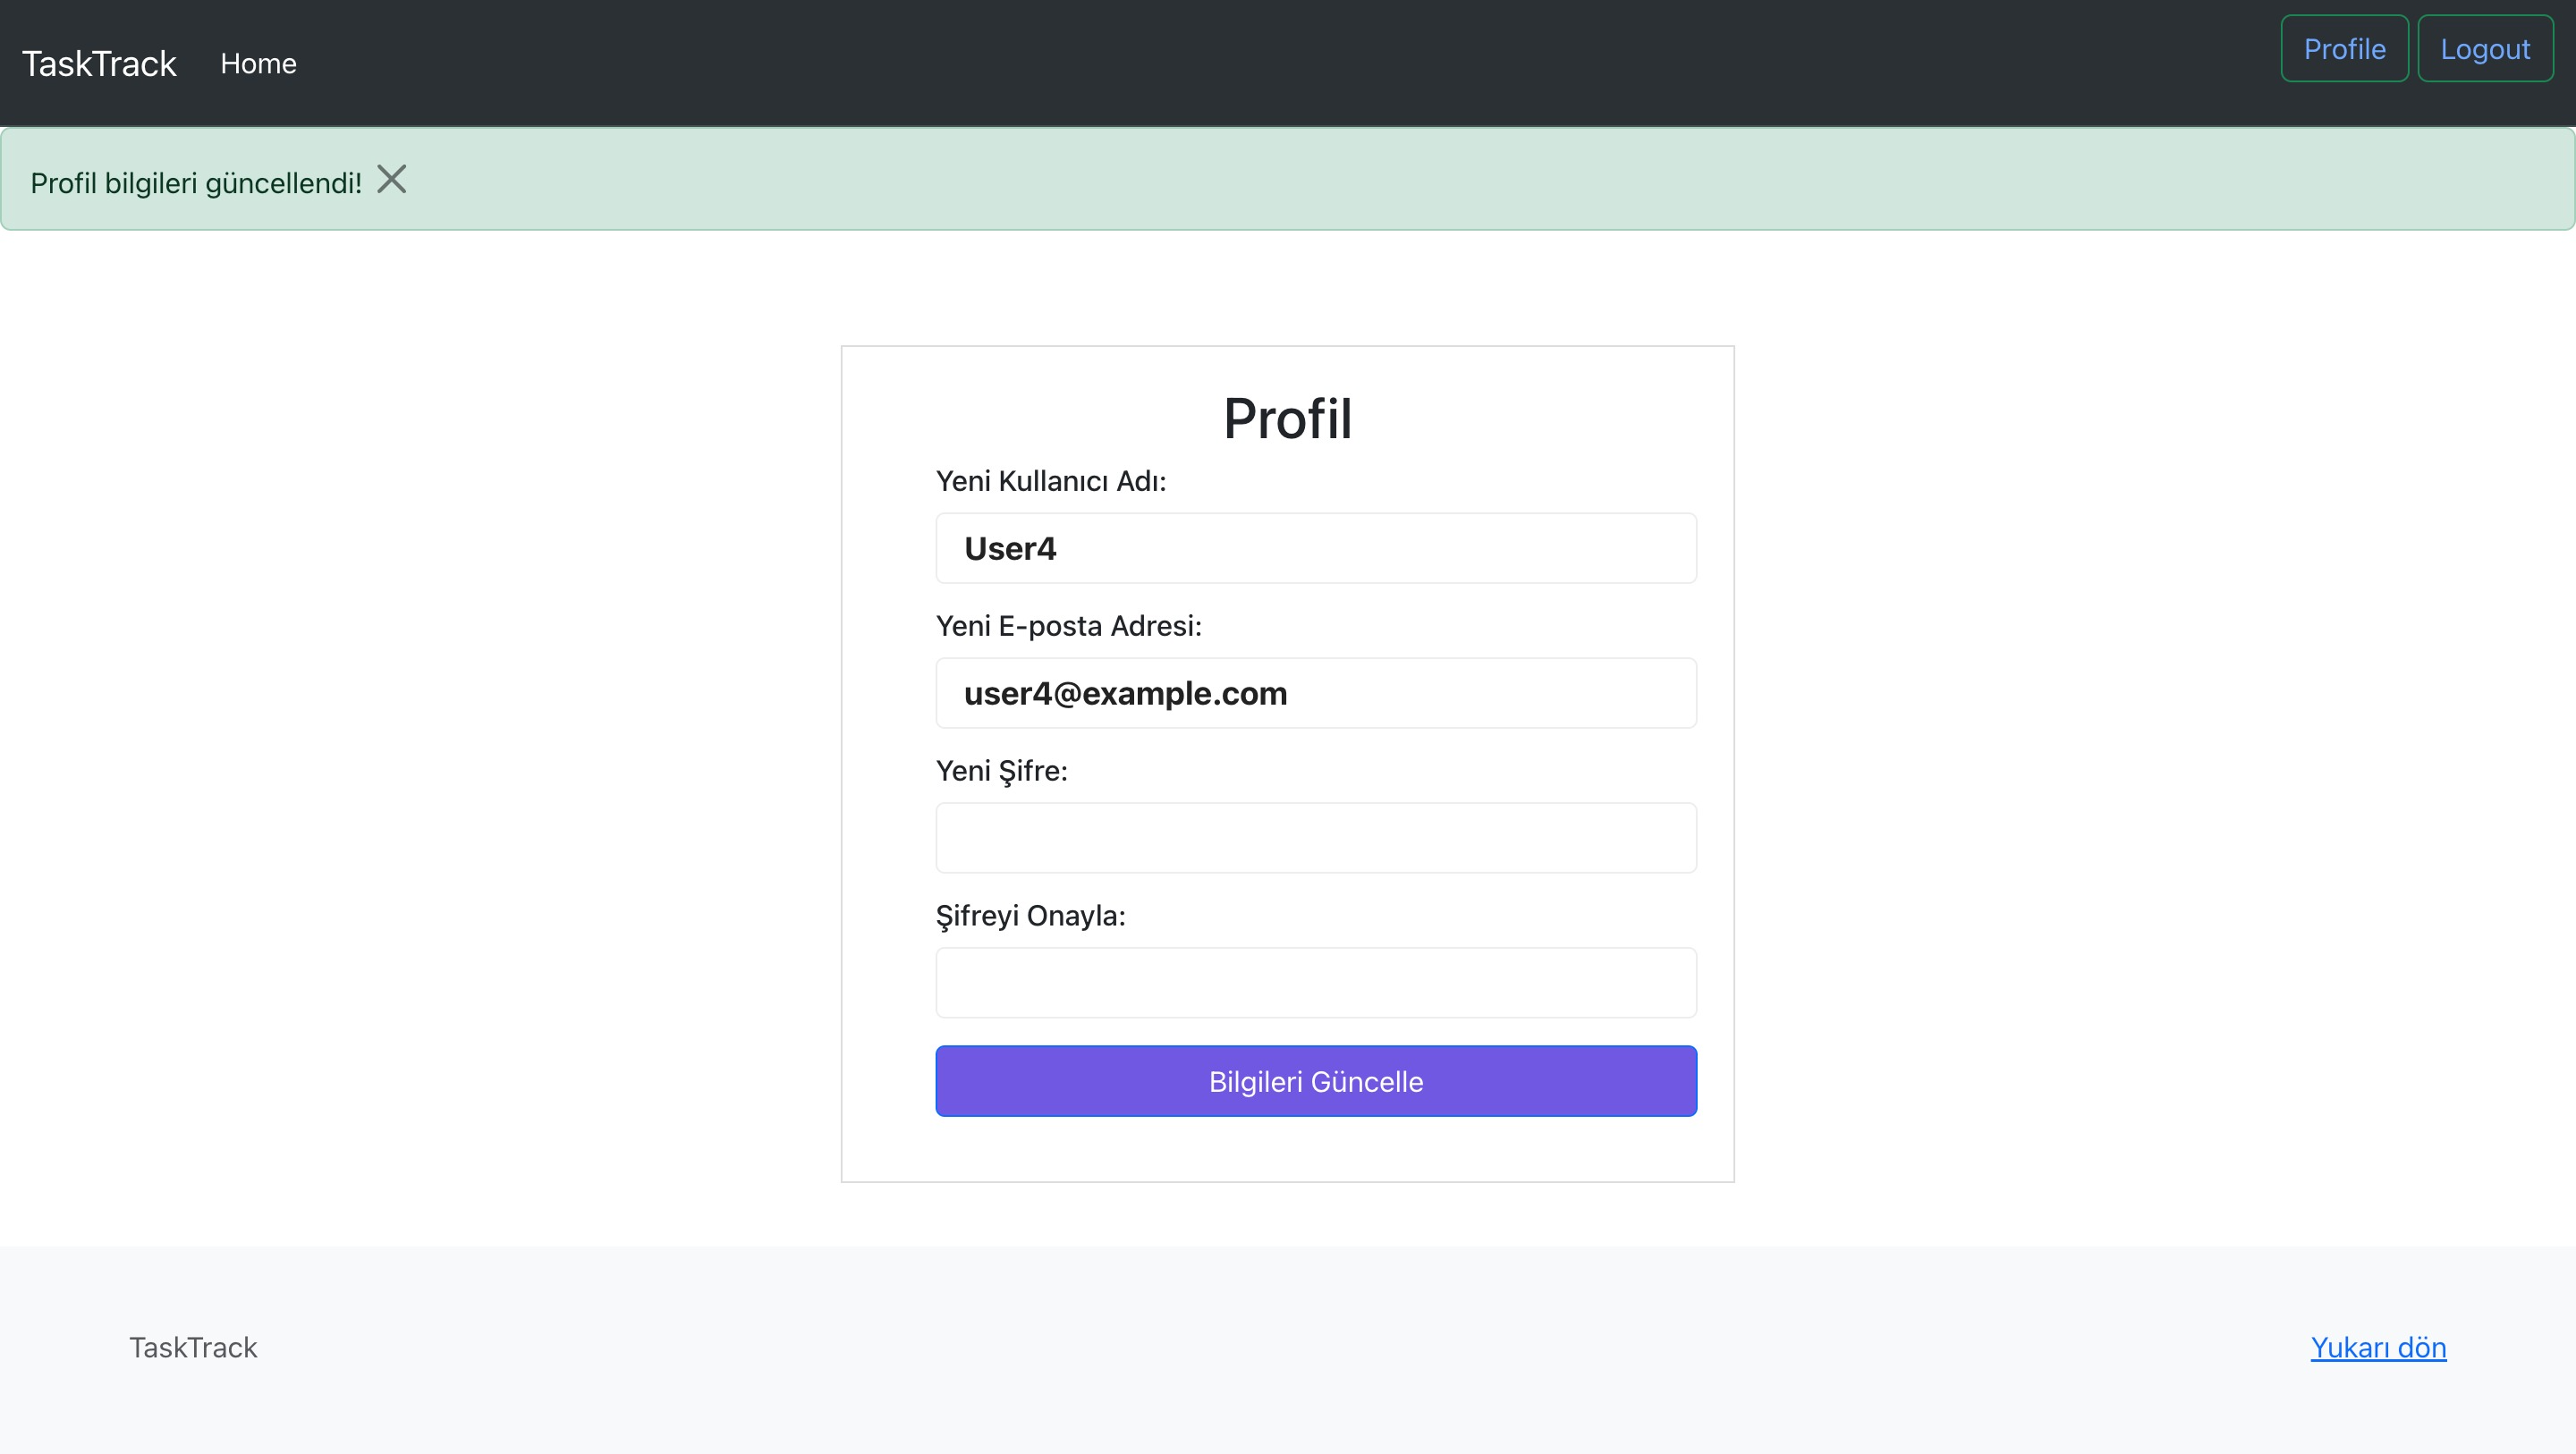 TaskTrack Home Profile Logout
Profil bilgileri güncellendi!
Profil
Yeni Kullanıcı Adı:
User4
Yeni E-posta Adresi:
user4@example.com
Yeni Şifre:
Şifreyi Onayla:
Bilgileri Güncelle
TaskTrack Yukarı dön